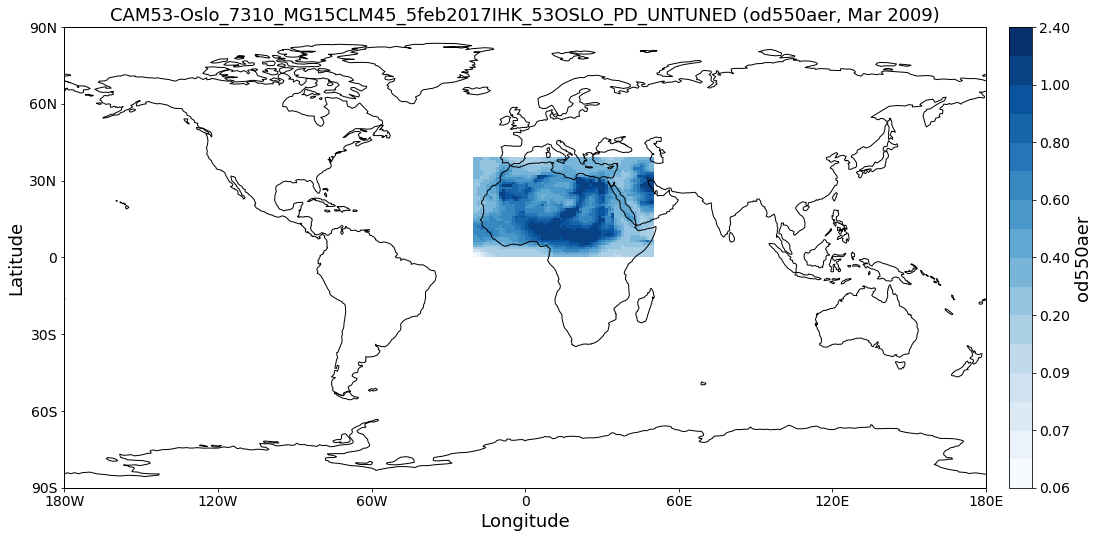 CAM53-Oslo_7310_MG15CLM45_5feb2017IHK_53OSLO_PD_UNTUNED (od550aer, Mar 2009)
90N
60N
30N
0
30S
60S
90S
Latitude
180W
120W
60W
0
60E
120E
180E
Longitude
2.40
1.00
0.80
0.60
0.40
0.20
0.09
0.07
0.06
od550aer